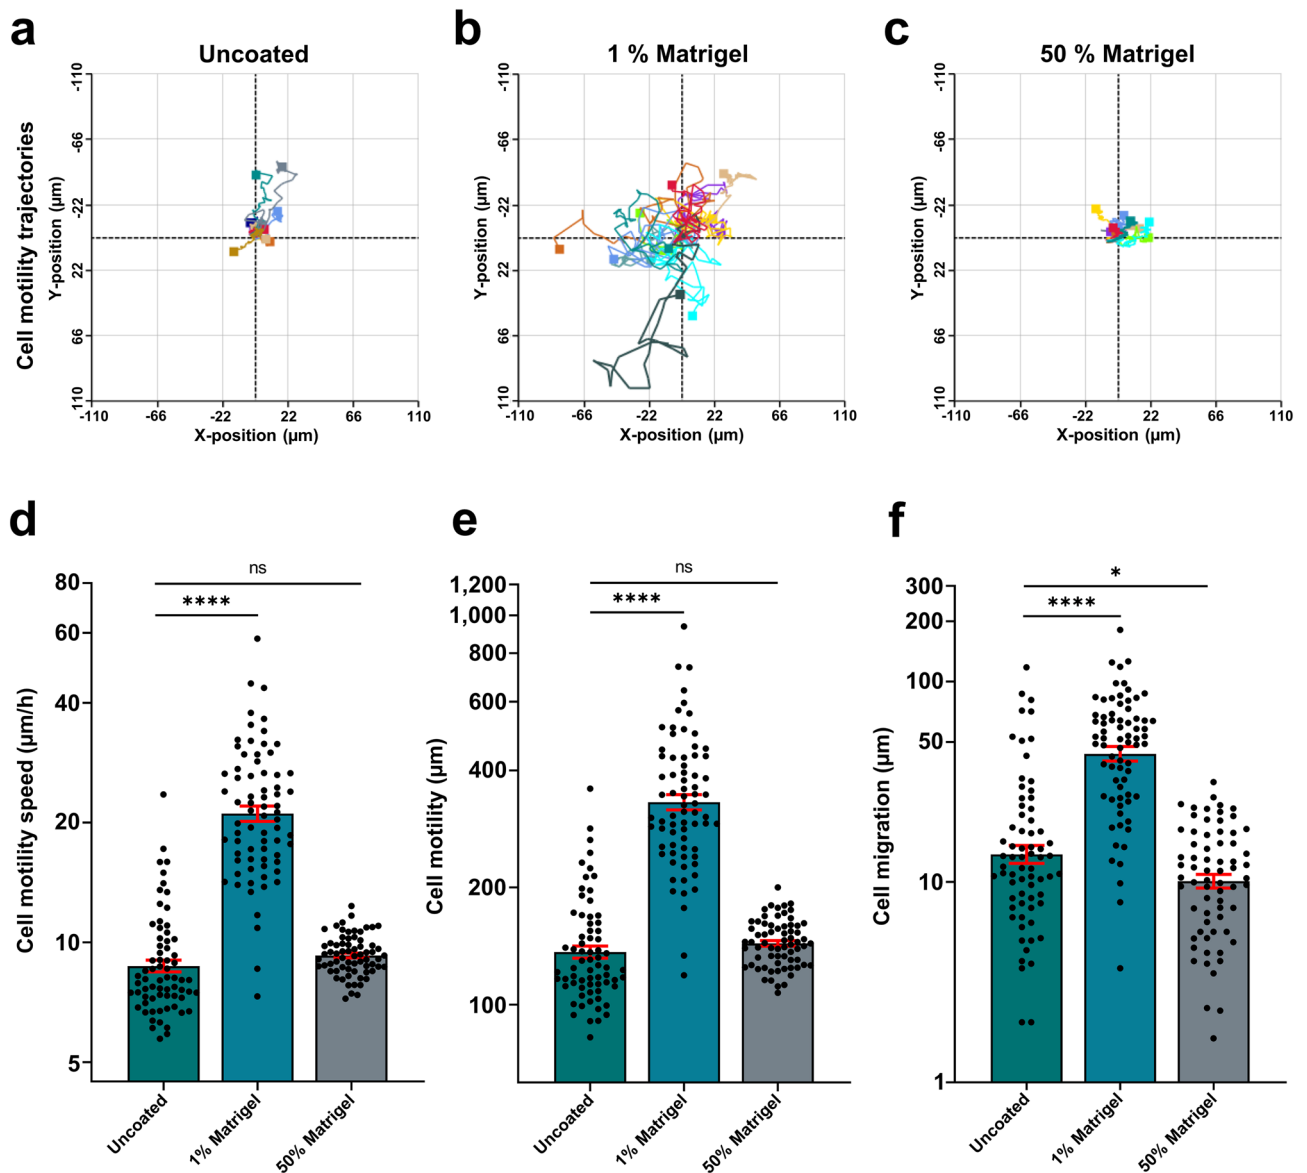 a
b
c
Uncoated
1 % Matrigel
50 % Matrigel
Cell motility trajectories
Y-position (µm)
-110
-66
-22
22
66
110
-110
-66
-22
22
66
110
X-position (µm)
Y-position (µm)
-110
-66
-22
22
66
110
-110
-66
-22
22
66
110
X-position (µm)
Y-position (µm)
-110
-66
-22
22
66
110
-110
-66
-22
22
66
110
X-position (µm)
d
e
f
Cell motility speed (µm/h)
80
60
40
20
10
5
ns
****
Uncoated
1% Matrigel
50% Matrigel
Cell motility (µm)
1,200
1,000
800
600
400
200
100
ns
****
Uncoated
1% Matrigel
50% Matrigel
Cell migration (µm)
300
200
100
50
10
1
*
****
Uncoated
1% Matrigel
50% Matrigel